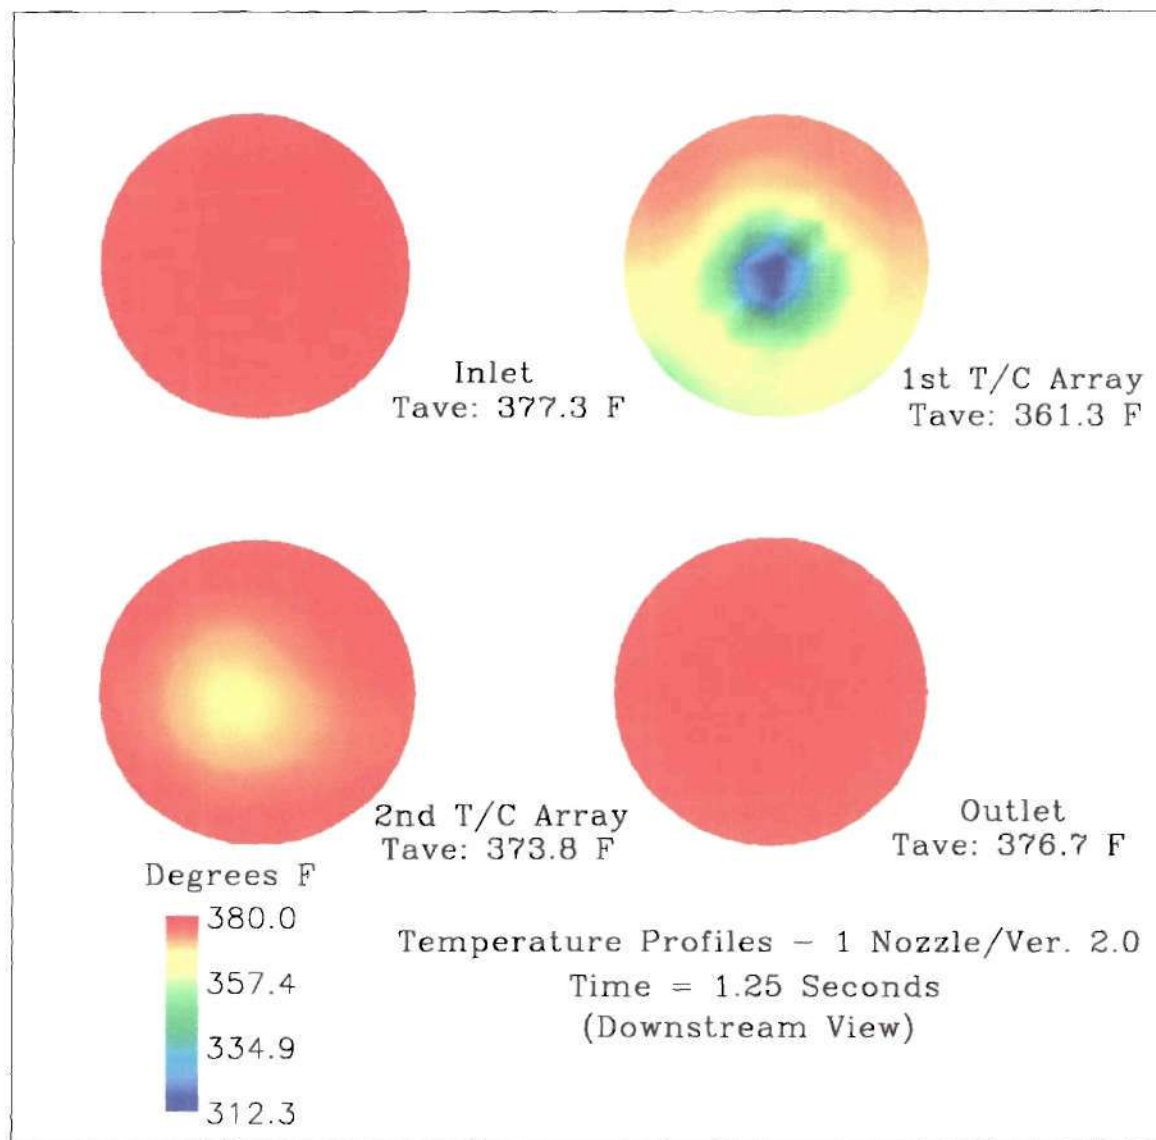 Inlet
Tave: 377.3 F
1st T/C Array
Tave: 361.3 F
2nd T/C Array
Tave: 373.8 F
Outlet
Tave: 376.7 F
Degrees F
380.0
357.4
334.9
312.3
Temperature Profiles - 1 Nozzle/Ver. 2.0
Time = 1.25 Seconds
(Downstream View)